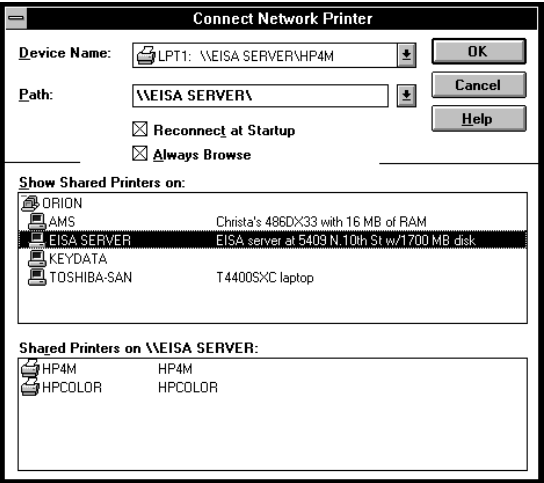 Connect Network Printer
Device Name: LPT1: \\EISA SERVER\HP4M OK
Path: \\EISA SERVER\ Cancel
Help
Reconnect at Startup
Always Browse
Show Shared Printers on:
ORION
AMS Christa's 486DX33 with 16 MB of RAM
EISA SERVER EISA server at 5409 N.10th St w/1700 MB disk
KEYDATA
TOSHIBA-SAN T4400SXC laptop
Shared Printers on \\EISA SERVER:
HP4M HP4M
HPCOLOR HPCOLOR